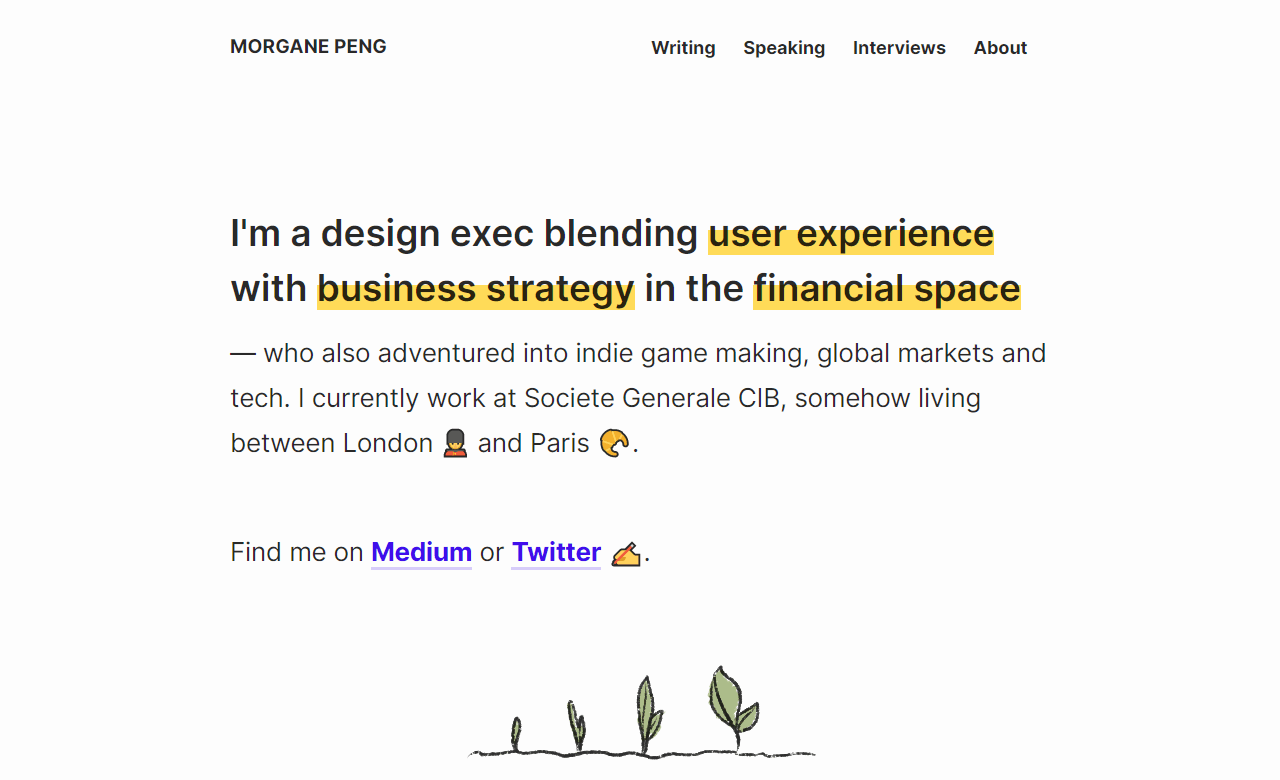 MORGANE PENG
Writing Speaking Interviews About
I'm a design exec blending user experience
with business strategy in the financial space
— who also adventured into indie game making, global markets and
tech. I currently work at Societe Generale CIB, somehow living
between London 💂 and Paris 🥐.
Find me on Medium or Twitter ✍️.